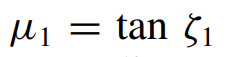 μ₁ = tan ζ₁